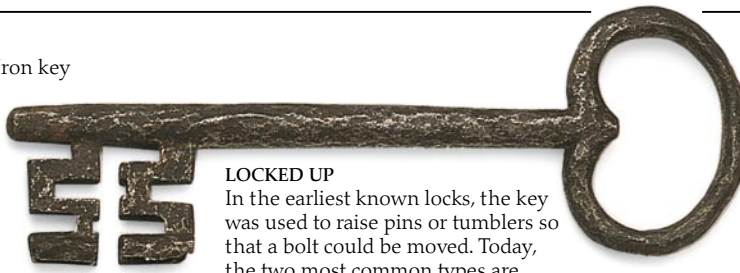 Iron key
LOCKED UP
In the earliest known locks, the key
was used to raise pins or tumblers so
that a bolt could be moved. Today,
the two most common types are